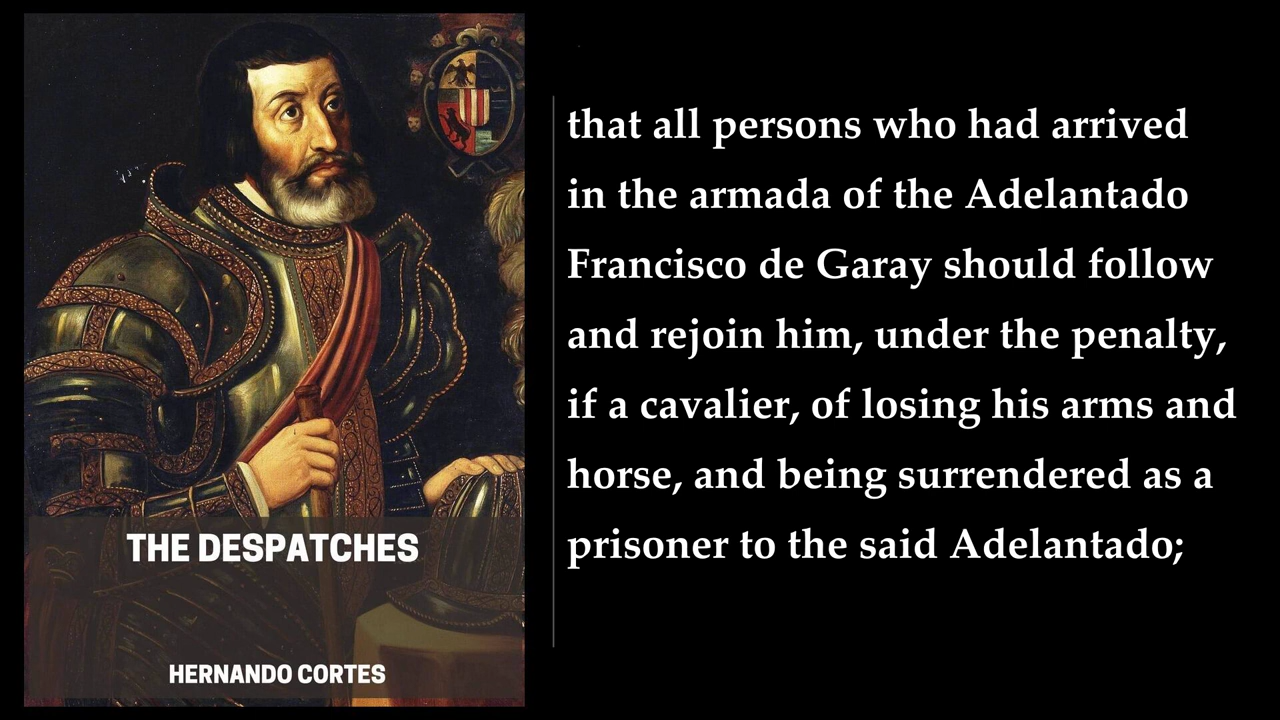 THE DESPATCHES
HERNANDO CORTES
that all persons who had arrived
in the armada of the Adelantado
Francisco de Garay should follow
and rejoin him, under the penalty,
if a cavalier, of losing his arms and
horse, and being surrendered as a
prisoner to the said Adelantado;